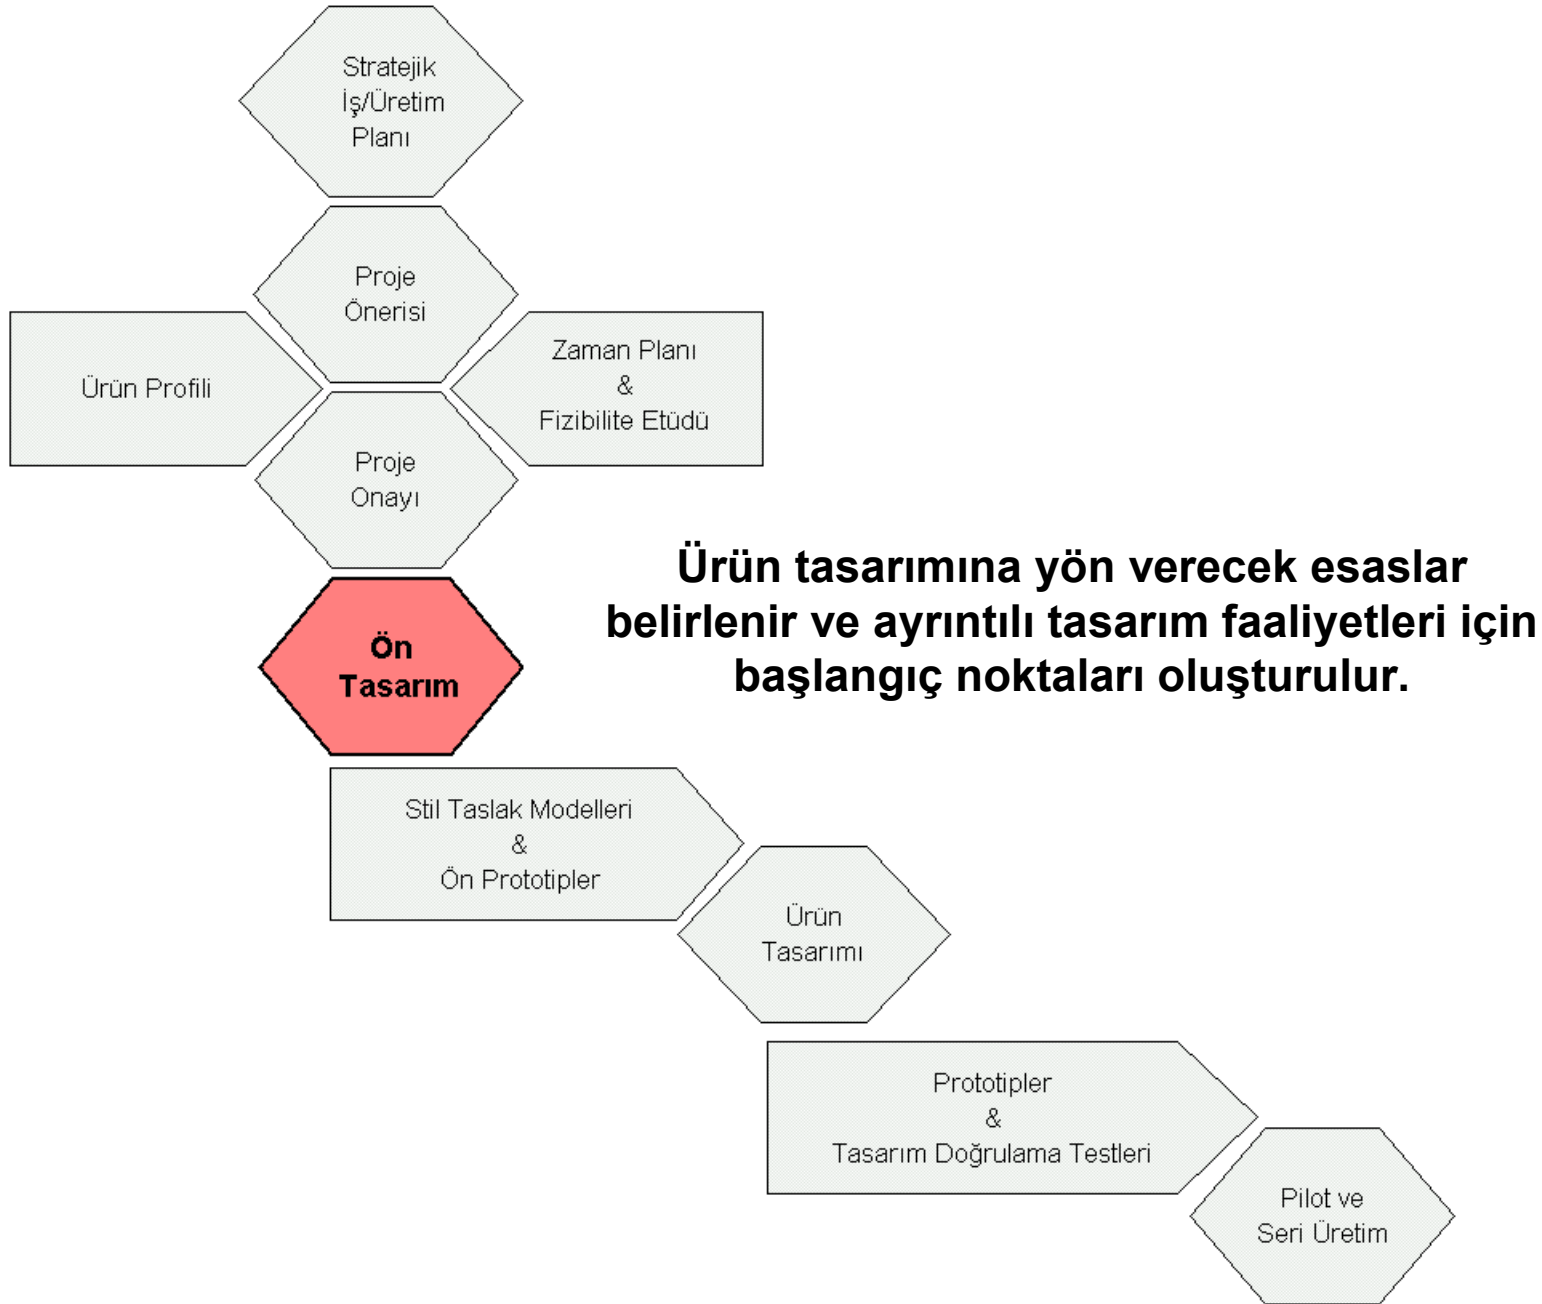 Stratejik
İş/Üretim
Planı
Proje
Önerisi
Ürün Profili
Zaman Planı
&
Fizibilite Etüdü
Proje
Onayı
Ürün tasarımına yön verecek esaslar
belirlenir ve ayrıntılı tasarım faaliyetleri için
başlangıç noktaları oluşturulur.
Ön
Tasarım
Stil Taslak Modelleri
&
Ön Prototipler
Ürün
Tasarımı
Prototipler
&
Tasarım Doğrulama Testleri
Pilot ve
Seri Üretim